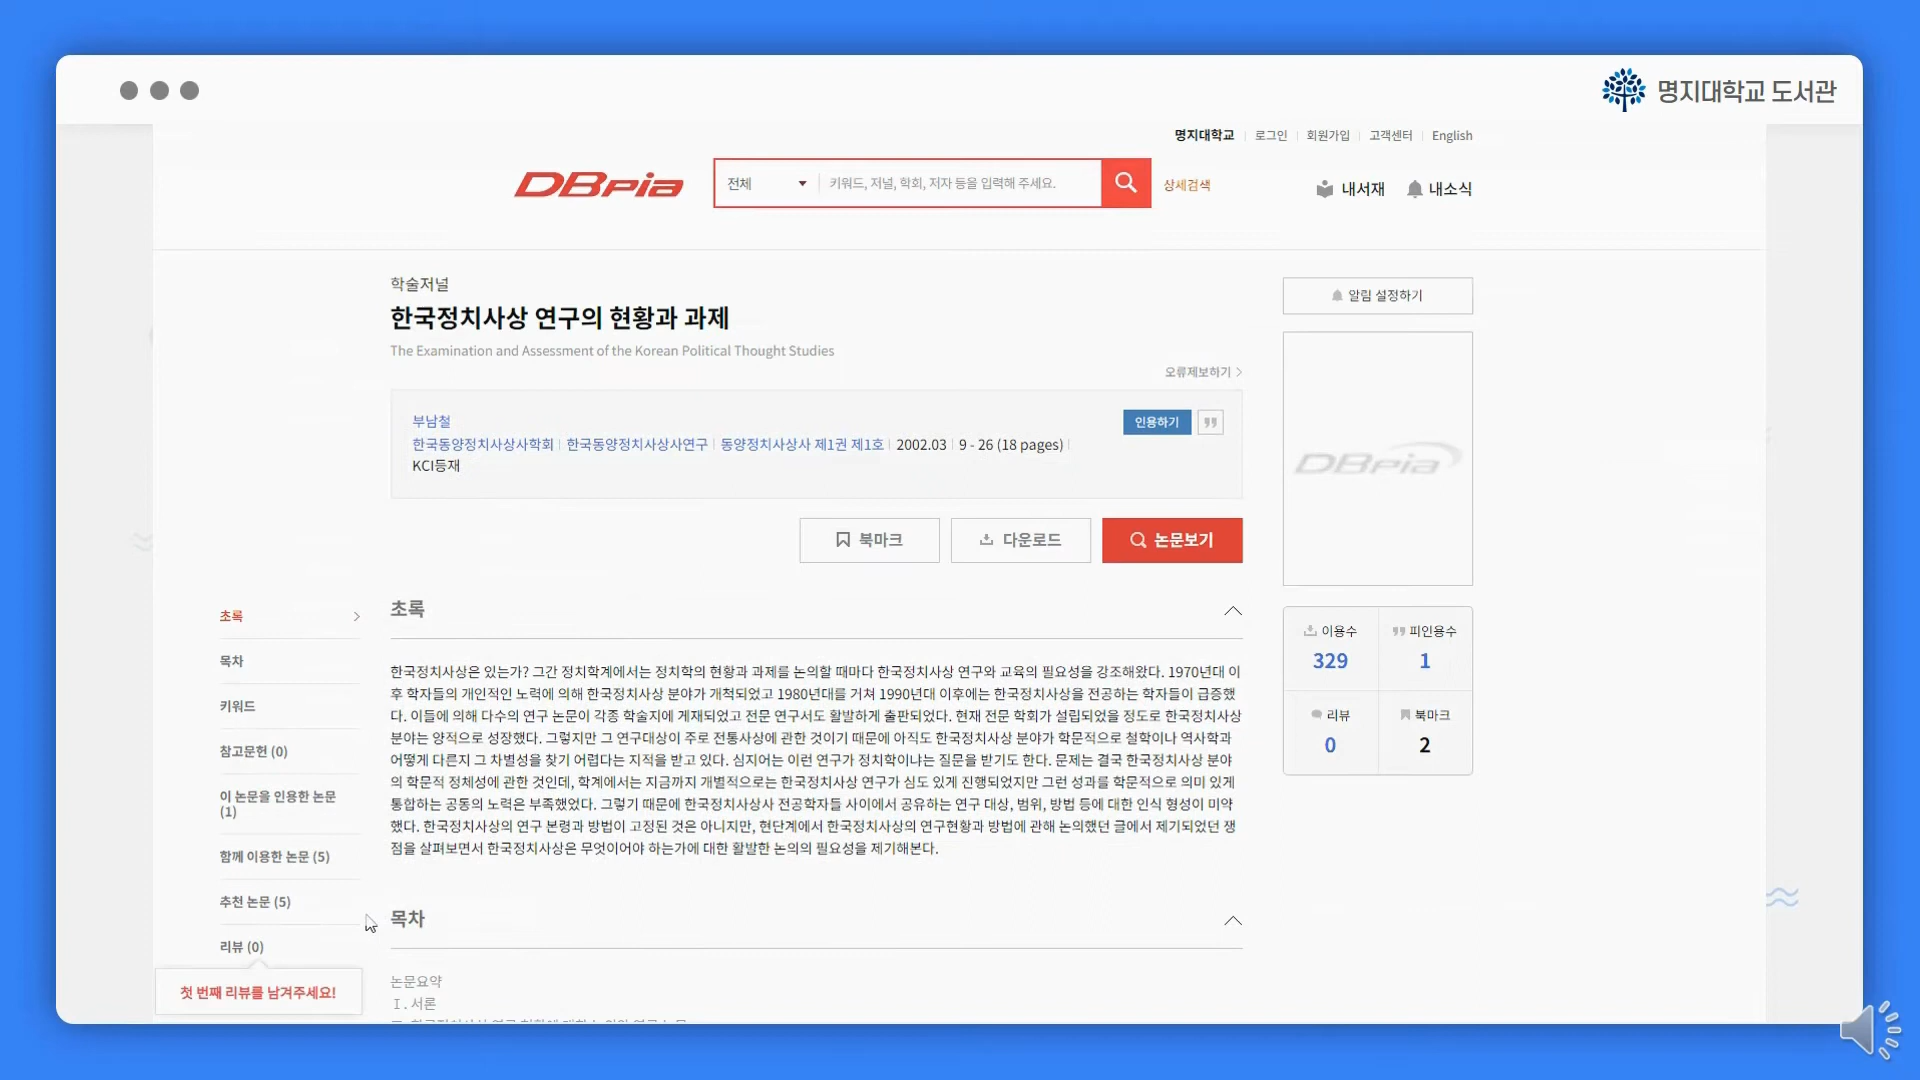 명지대학교 도서관
명지대학교 로그인 회원가입 고객센터 English
DBpia 전체 키워드, 저널, 학회, 저자 등을 입력해 주세요. 상세검색 내서재 내소식
학술저널
한국정치사상 연구의 현황과 과제
The Examination and Assessment of the Korean Political Thought Studies
오류제보하기
알림 설정하기
부남철
인용하기
한국동양정치사상사학회 한국동양정치사상사연구 동양정치사상사 제1권 제1호 2002.03 9 - 26 (18 pages)
KCI등재
DBpia
북마크 다운로드 논문보기
초록
목차
키워드
참고문헌 (0)
이 논문을 인용한 논문
(1)
함께 이용한 논문 (5)
추천 논문 (5)
리뷰 (0)
첫 번째 리뷰를 남겨주세요!
초록
한국정치사상은 있는가? 그간 정치학계에서는 정치학의 현황과 과제를 논의할 때마다 한국정치사상 연구와 교육의 필요성을 강조해왔다. 1970년대 이
후 학자들의 개인적인 노력에 의해 한국정치사상 분야가 개척되었고 1980년대를 거쳐 1990년대 이후에는 한국정치사상을 전공하는 학자들이 급증했
다. 이들에 의해 다수의 연구 논문이 각종 학술지에 게재되었고 전문 연구서도 활발하게 출판되었다. 현재 전문 학회가 설립되었을 정도로 한국정치사상
분야는 양적으로 성장했다. 그렇지만 그 연구대상이 주로 전통사상에 관한 것이기 때문에 아직도 한국정치사상 분야가 학문적으로 철학이나 역사학과
어떻게 다른지 그 차별성을 찾기 어렵다는 지적을 받고 있다. 심지어는 이런 연구가 정치학이냐는 질문을 받기도 한다. 문제는 결국 한국정치사상 분야
의 학문적 정체성에 관한 것인데, 학계에서는 지금까지 개별적으로는 한국정치사상 연구가 심도 있게 진행되었지만 그런 성과를 학문적으로 의미 있게
통합하는 공동의 노력은 부족했었다. 그렇기 때문에 한국정치사상사 전공학자들 사이에서 공유하는 연구 대상, 범위, 방법 등에 대한 인식 형성이 미약
했다. 한국정치사상의 연구 본령과 방법이 고정된 것은 아니지만, 현단계에서 한국정치사상의 연구현황과 방법에 관해 논의했던 글에서 제기되었던 쟁
점을 살펴보면서 한국정치사상은 무엇이어야 하는가에 대한 활발한 논의의 필요성을 제기해본다.
목차
논문요약
Ⅰ. 서론
이용수 피인용수
329 1
리뷰 북마크
0 2